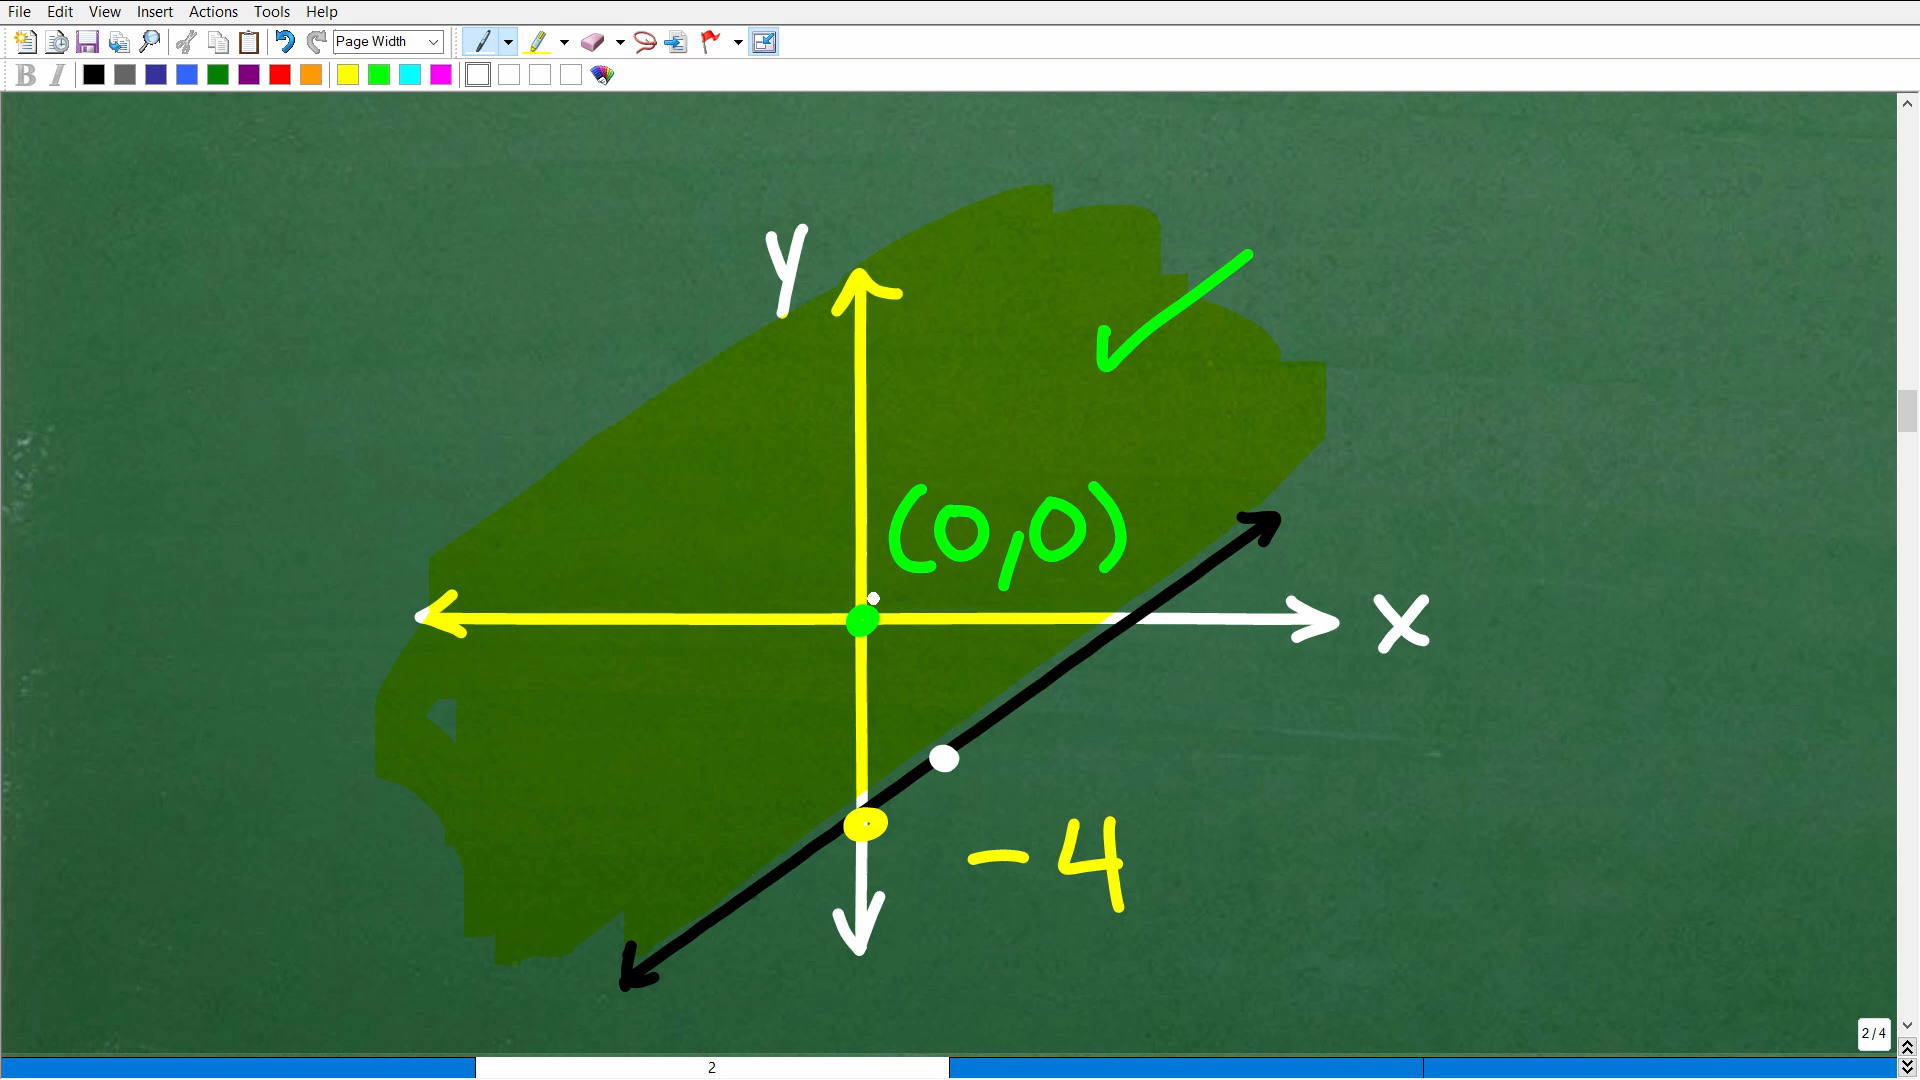 File Edit View Insert Actions Tools Help
Page Width
B I
y
(0,0)
x
-4
2 / 4
2